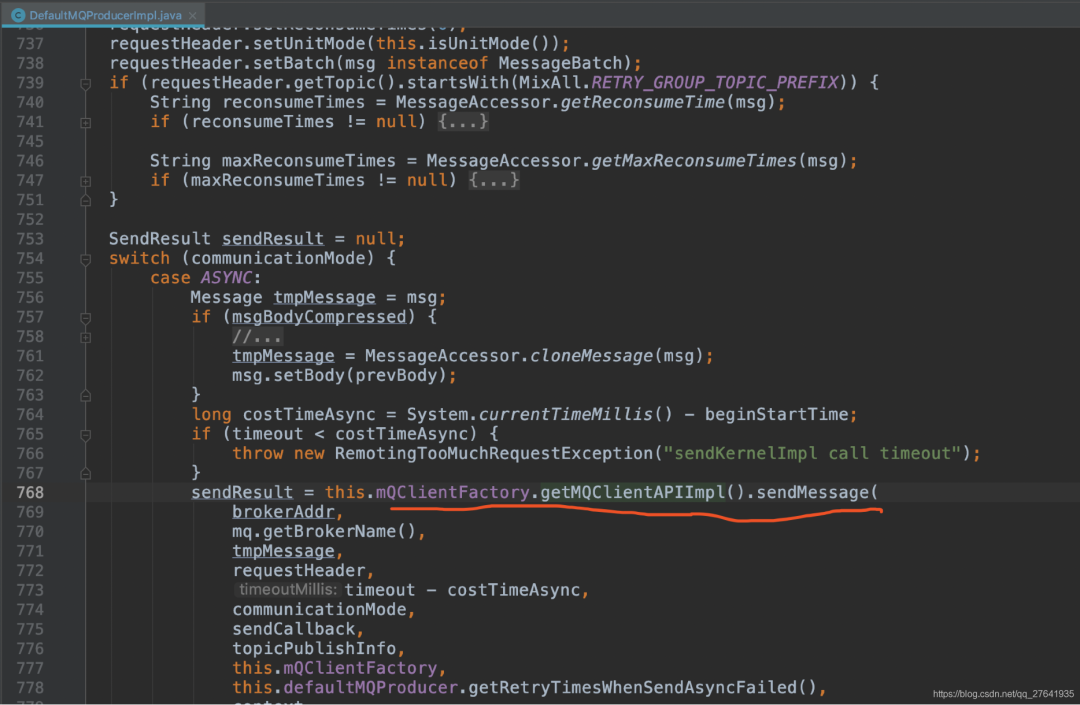 DefaultMQProducerImpl.java
737 requestHeader.setUnitMode(this.isUnitMode());
738 requestHeader.setBatch(msg instanceof MessageBatch);
739 if (requestHeader.getTopic().startsWith(MixAll.RETRY_GROUP_TOPIC_PREFIX)) {
740 String reconsumeTimes = MessageAccessor.getReconsumeTime(msg);
741 if (reconsumeTimes != null) {...}
745
746 String maxReconsumeTimes = MessageAccessor.getMaxReconsumeTimes(msg);
747 if (maxReconsumeTimes != null) {...}
751 }
752
753 SendResult sendResult = null;
754 switch (communicationMode) {
755 case ASYNC:
756 Message tmpMessage = msg;
757 if (msgBodyCompressed) {
758 //...
761 tmpMessage = MessageAccessor.cloneMessage(msg);
762 msg.setBody(prevBody);
763 }
764 long costTimeAsync = System.currentTimeMillis() - beginStartTime;
765 if (timeout < costTimeAsync) {
766 throw new RemotingTooMuchRequestException("sendKernelImpl call timeout");
767 }
768 sendResult = this.mQClientFactory.getMQClientAPIImpl().sendMessage(
769 brokerAddr,
770 mq.getBrokerName(),
771 tmpMessage,
772 requestHeader,
773 timeoutMillis: timeout - costTimeAsync,
774 communicationMode,
775 sendCallback,
776 topicPublishInfo,
777 this.mQClientFactory,
778 this.defaultMQProducer.getRetryTimesWhenSendAsyncFailed(),
https://blog.csdn.net/qq_27641935